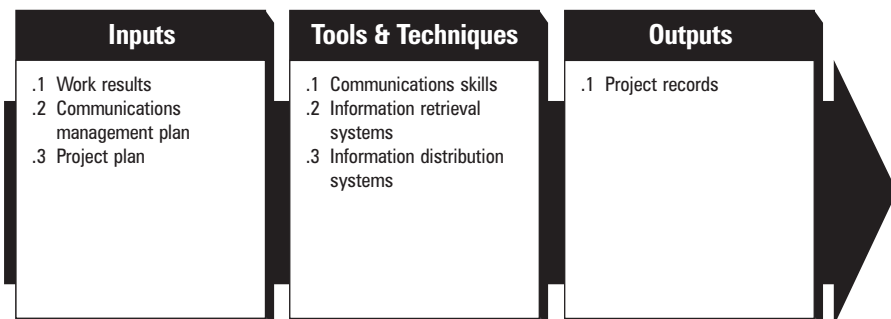 Inputs
.1 Work results
.2 Communications
management plan
.3 Project plan
Tools & Techniques
.1 Communications skills
.2 Information retrieval
systems
.3 Information distribution
systems
Outputs
.1 Project records